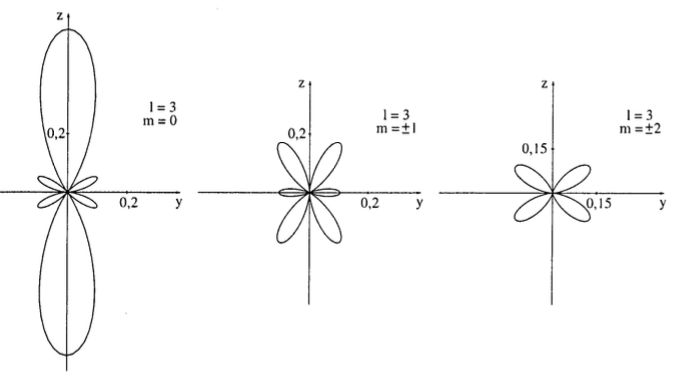 z
l = 3
m = 0
0,2
0,2
y
z
l = 3
m = ±1
0,2
0,2
y
z
l = 3
m = ±2
0,15
0,15
y